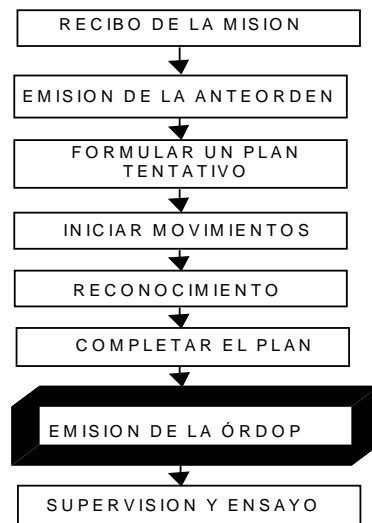 RECIBO DE LA MISION
EMISION DE LA ANTEORDEN
FORMULAR UN PLAN
TENTATIVO
INICIAR MOVIMIENTOS
RECONOCIMIENTO
COMPLETAR EL PLAN
EMISION DE LA ÓRDOP
SUPERVISION Y ENSAYO